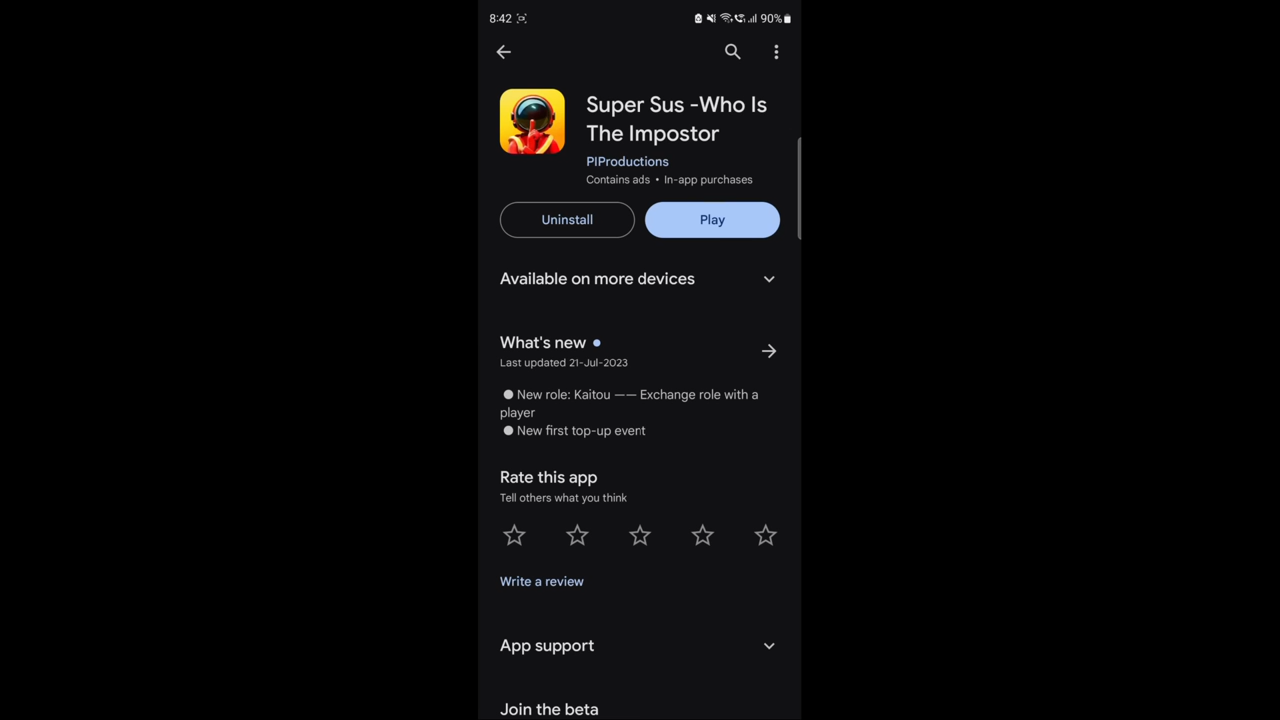 8:42 90%
Super Sus -Who Is
The Impostor
PIProductions
Contains ads • In-app purchases
Uninstall Play
Available on more devices
What's new
Last updated 21-Jul-2023
● New role: Kaitou —— Exchange role with a
player
● New first top-up event
Rate this app
Tell others what you think
Write a review
App support
Join the beta